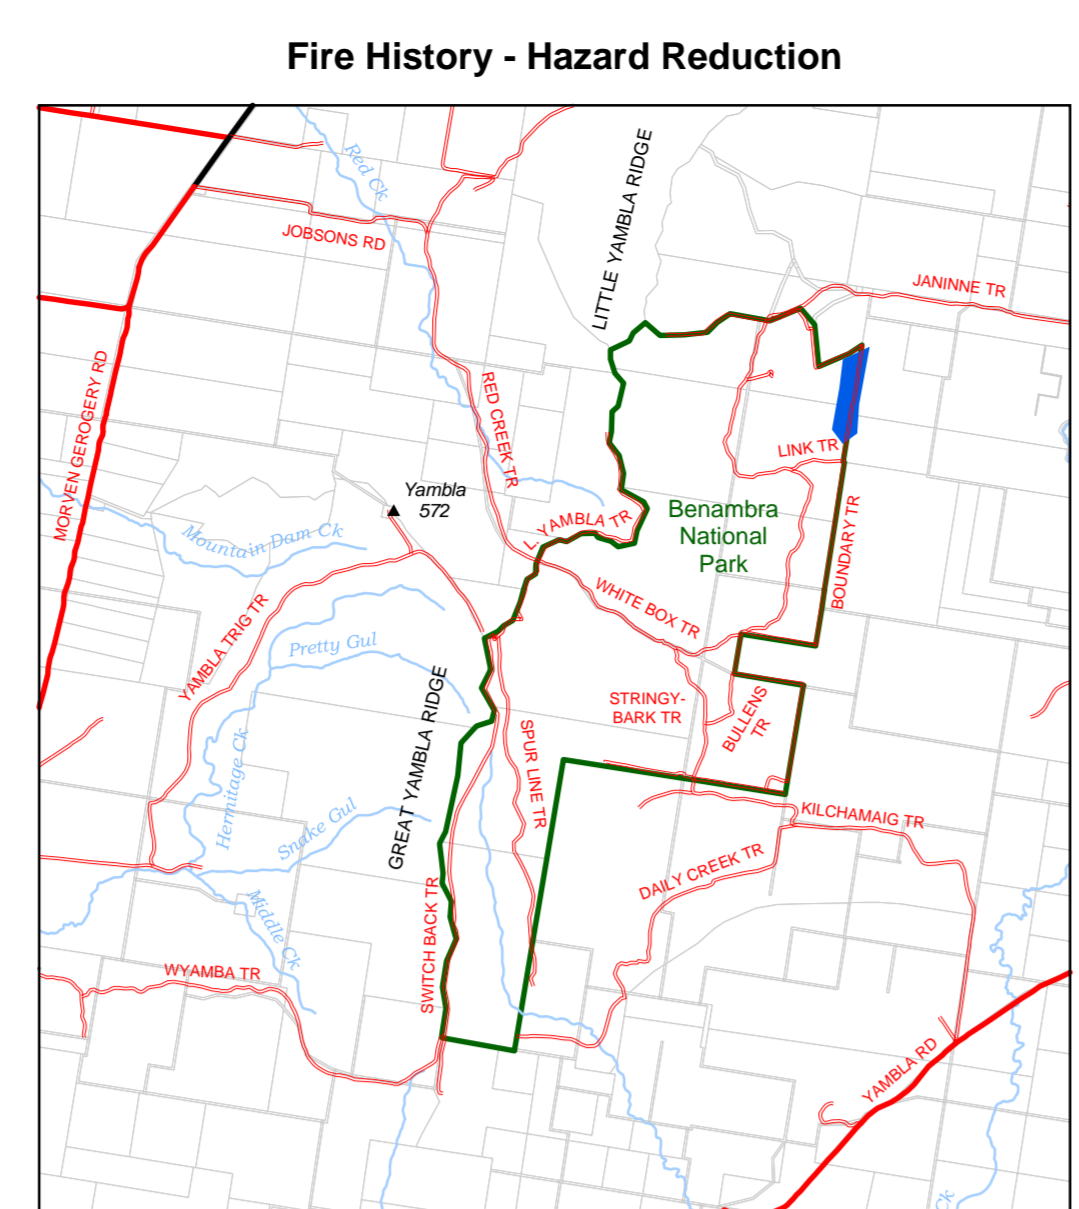 Fire History - Hazard Reduction
Red Ck
LITTLE YAMBLA RIDGE
JOBSONS RD
JANINNE TR
MORVEN GEROGERY RD
RED CREEK TR
LINK TR
Yambla
572
L. YAMBLA TR
Benambra
National
Park
Mountain Dam Ck
BOUNDARY TR
WHITE BOX TR
YAMBLA TRIG TR
Pretty Gul
STRINGY-
BARK TR
BULLENS
TR
GREAT YAMBLA RIDGE
SPUR LINE TR
Hermitage Ck
Snake Gul
KILCHAMAIG TR
DAILY CREEK TR
Middle Ck
SWITCH BACK TR
WYAMBA TR
YAMBLA RD
Ck